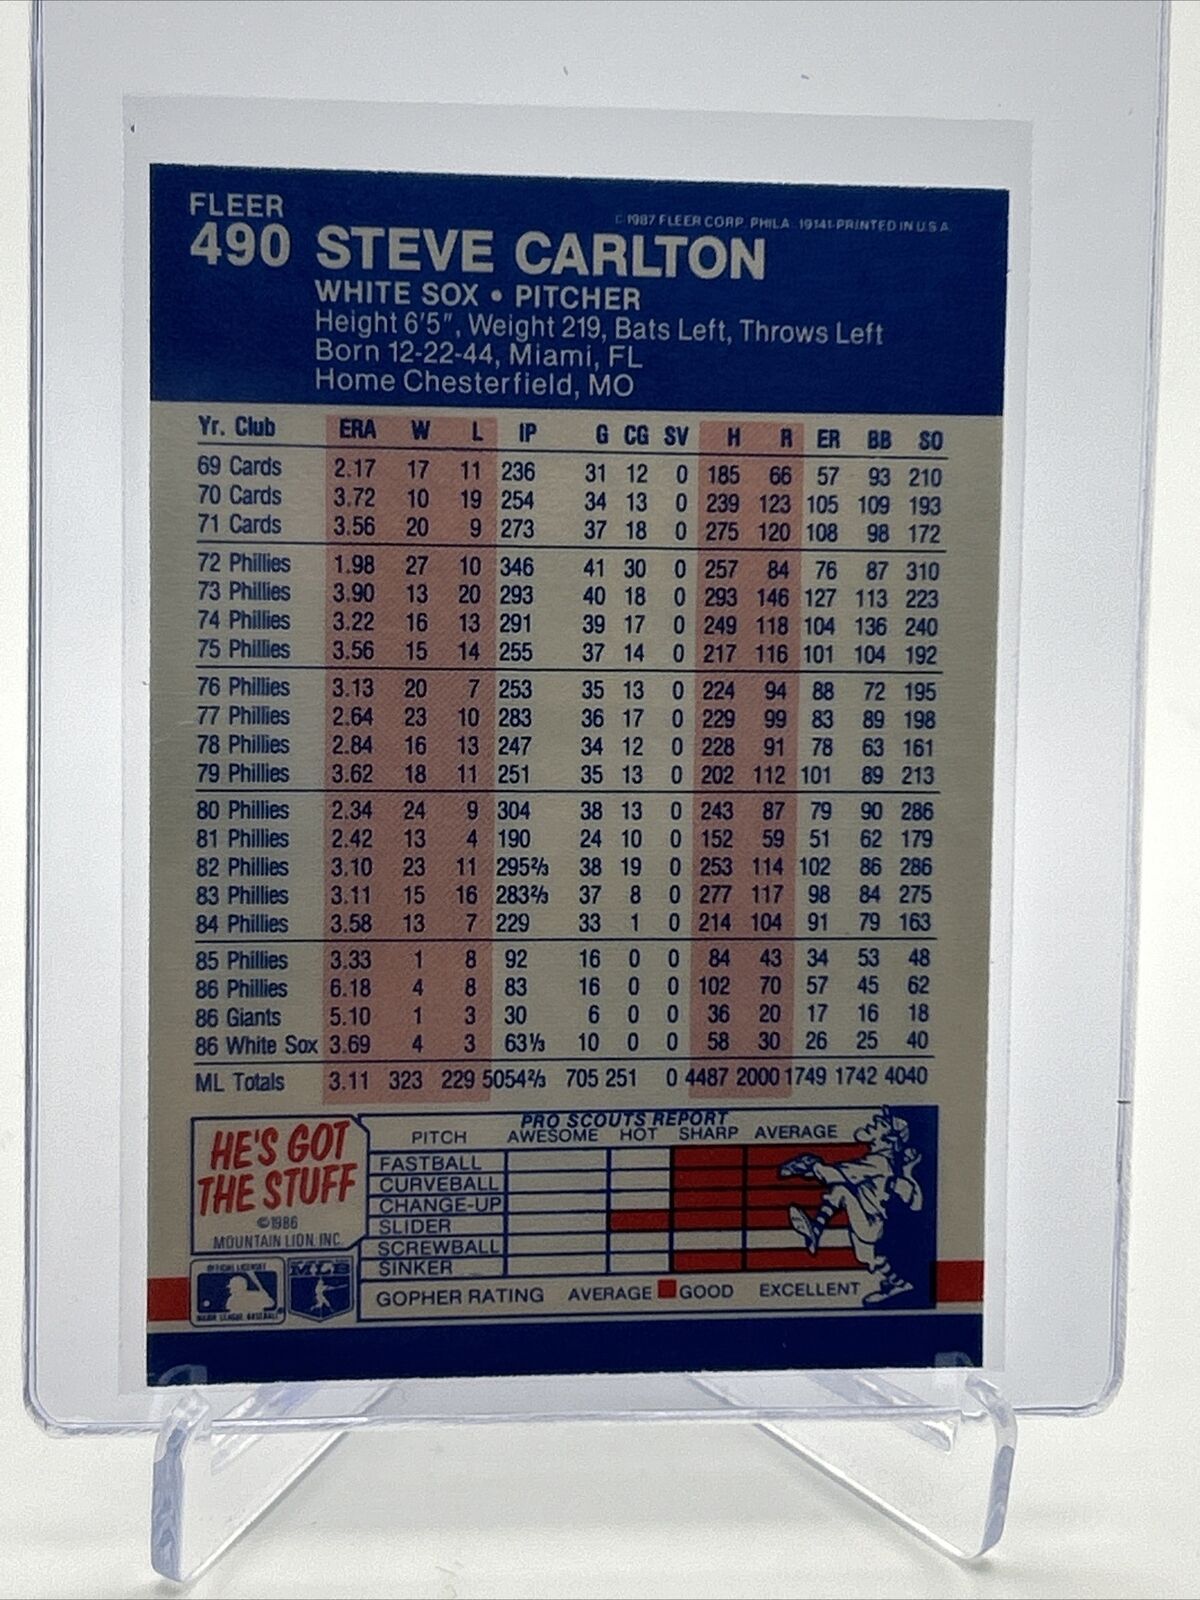 FLEER
© 1987 FLEER CORP. PHILA. 19141-PRINTED IN U.S.A.
490 STEVE CARLTON
WHITE SOX • PITCHER
Height 6'5", Weight 219, Bats Left, Throws Left
Born 12-22-44, Miami, FL
Home Chesterfield, MO
Yr. Club ERA W L IP G CG SV H R ER BB SO
69 Cards 2.17 17 11 236 31 12 0 185 66 57 93 210
70 Cards 3.72 10 19 254 34 13 0 239 123 105 109 193
71 Cards 3.56 20 9 273 37 18 0 275 120 108 98 172
72 Phillies 1.98 27 10 346 41 30 0 257 84 76 87 310
73 Phillies 3.90 13 20 293 40 18 0 293 146 127 113 223
74 Phillies 3.22 16 13 291 39 17 0 249 118 104 136 240
75 Phillies 3.56 15 14 255 37 14 0 217 116 101 104 192
76 Phillies 3.13 20 7 253 35 13 0 224 94 88 72 195
77 Phillies 2.64 23 10 283 36 17 0 229 99 83 89 198
78 Phillies 2.84 16 13 247 34 12 0 228 91 78 63 161
79 Phillies 3.62 18 11 251 35 13 0 202 112 101 89 213
80 Phillies 2.34 24 9 304 38 13 0 243 87 79 90 286
81 Phillies 2.42 13 4 190 24 10 0 152 59 51 62 179
82 Phillies 3.10 23 11 295⅔ 38 19 0 253 114 102 86 286
83 Phillies 3.11 15 16 283⅔ 37 8 0 277 117 98 84 275
84 Phillies 3.58 13 7 229 33 1 0 214 104 91 79 163
85 Phillies 3.33 1 8 92 16 0 0 84 43 34 53 48
86 Phillies 6.18 4 8 83 16 0 0 102 70 57 45 62
86 Giants 5.10 1 3 30 6 0 0 36 20 17 16 18
86 White Sox 3.69 4 3 63⅓ 10 0 0 58 30 26 25 40
ML Totals 3.11 323 229 5054⅔ 705 251 0 4487 2000 1749 1742 4040
HE'S GOT
THE STUFF
©1986
MOUNTAIN LION, INC.
PRO SCOUTS REPORT
PITCH AWESOME HOT SHARP AVERAGE
FASTBALL
CURVEBALL
CHANGE-UP
SLIDER
SCREWBALL
SINKER
GOPHER RATING AVERAGE GOOD EXCELLENT
OFFICIAL LICENSEE
MAJOR LEAGUE BASEBALL
MLB